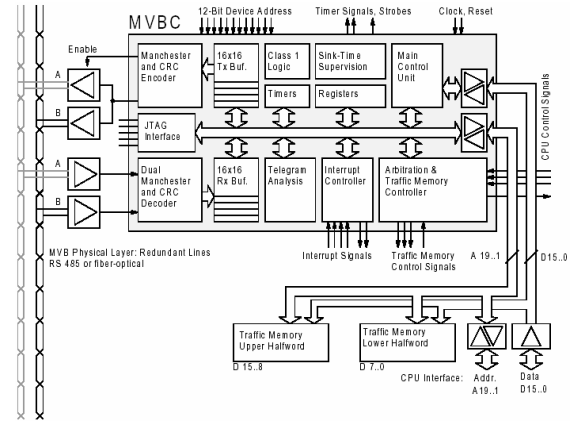 12-Bit Device Address
Timer Signals, Strobes
Clock, Reset
MVBC
Enable
A
B
A
B
Manchester
and CRC
Encoder
16x16
Tx Buf.
Class 1
Logic
Timers
Sink-Time
Supervision
Registers
Main
Control
Unit
JTAG
Interface
Dual
Manchester
and CRC
Decoder
16x16
Rx Buf.
Telegram
Analysis
Interrupt
Controller
Arbitration &
Traffic Memory
Controller
CPU Control Signals
MVB Physical Layer: Redundant Lines
RS 485 or fiber-optical
Interrupt Signals
Traffic Memory
Control Signals
A 19..1
D15..0
Traffic Memory
Upper Halfword
D 15..8
Traffic Memory
Lower Halfword
D 7..0
CPU Interface:
Addr.
A19..1
Data
D15..0